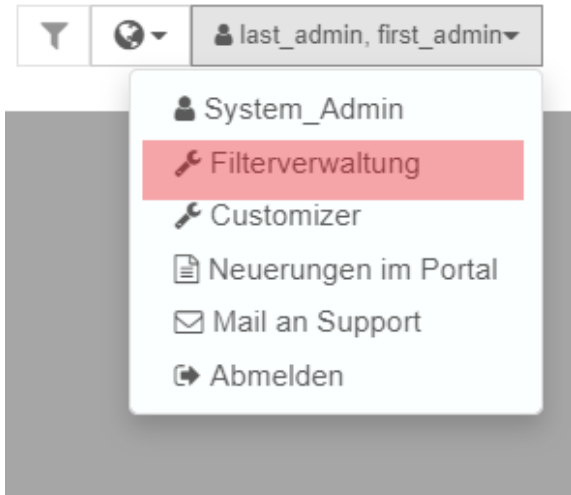 last_admin, first_admin
System_Admin
Filterverwaltung
Customizer
Neuerungen im Portal
Mail an Support
Abmelden